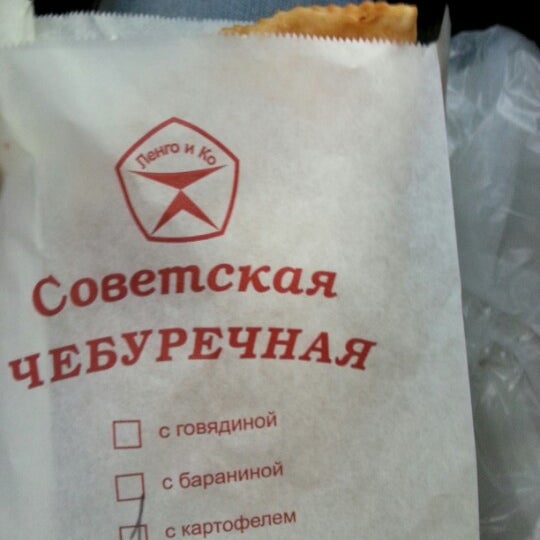 Ленго и Ко
Советская
ЧЕБУРЕЧНАЯ
с говядиной
с бараниной
с картофелем